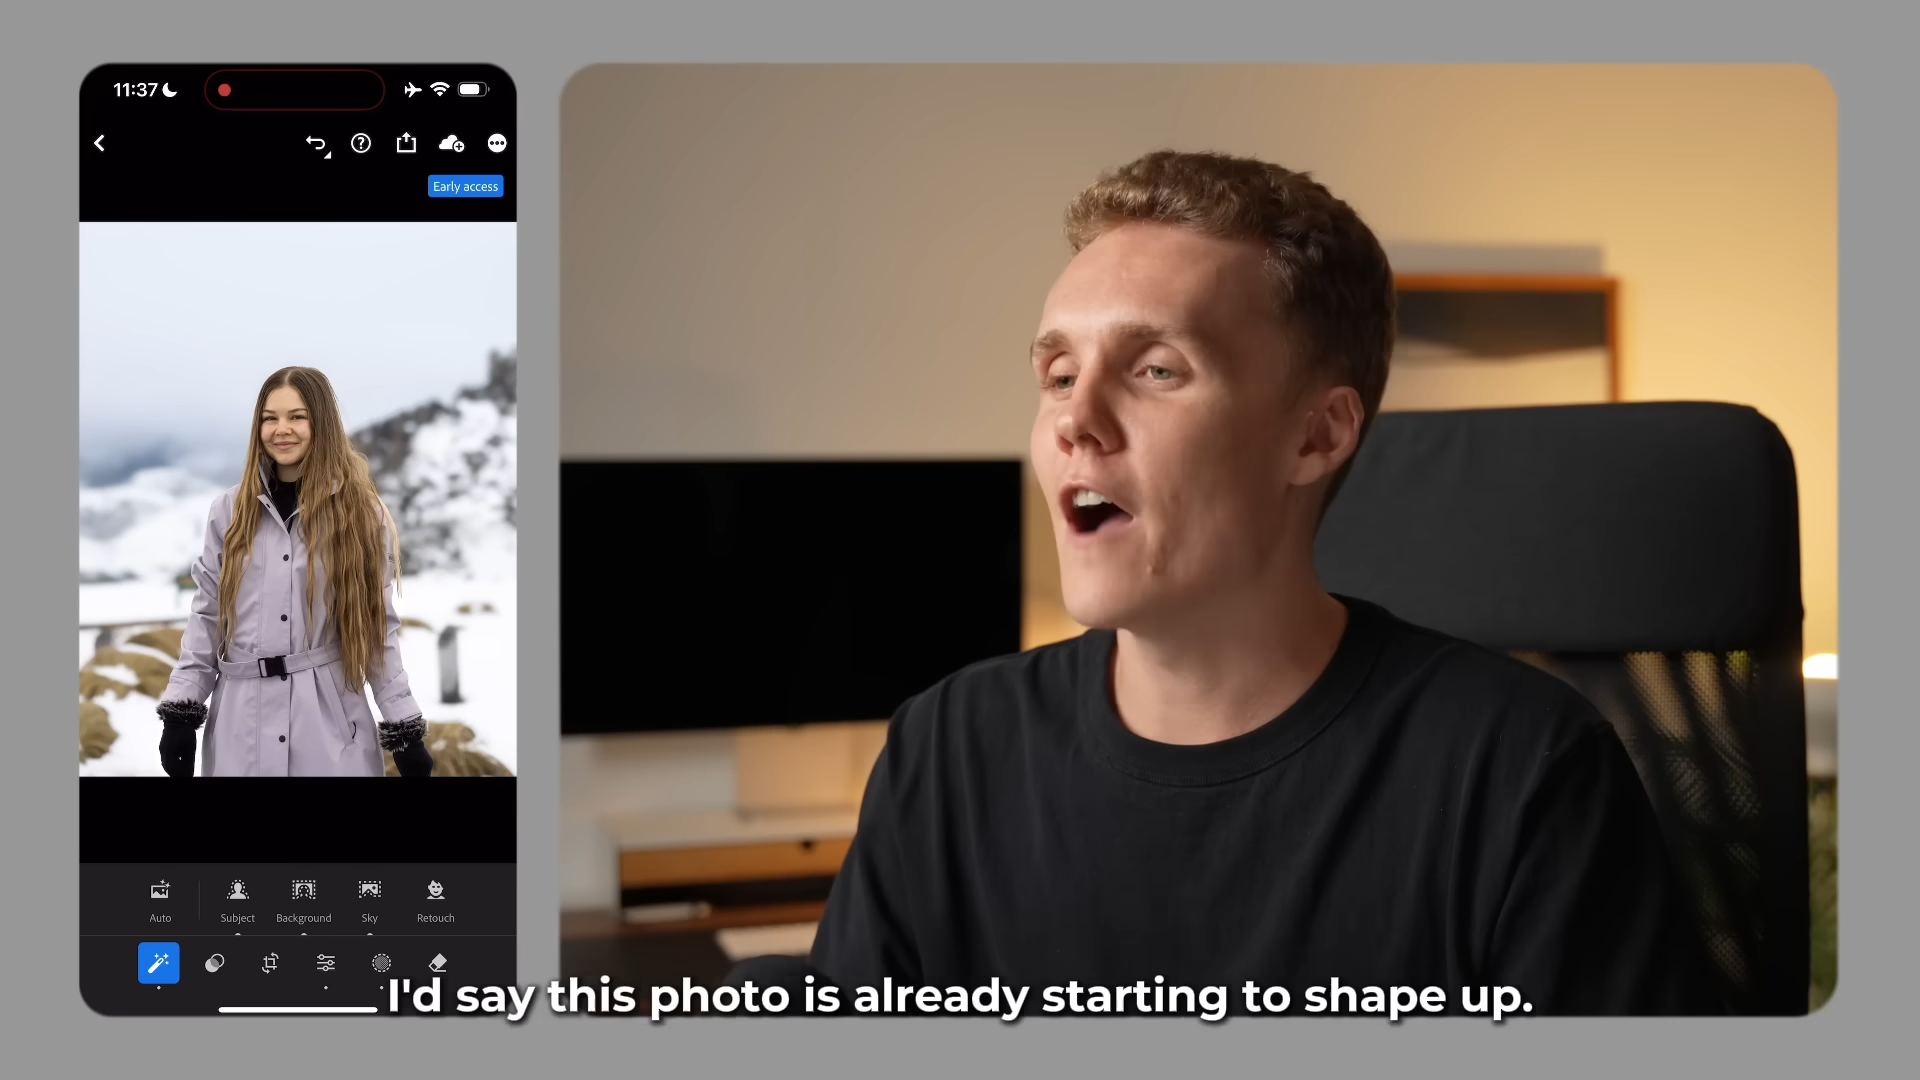 11:37
Early access
Auto
Subject
Background
Sky
Retouch
I'd say this photo is already starting to shape up.